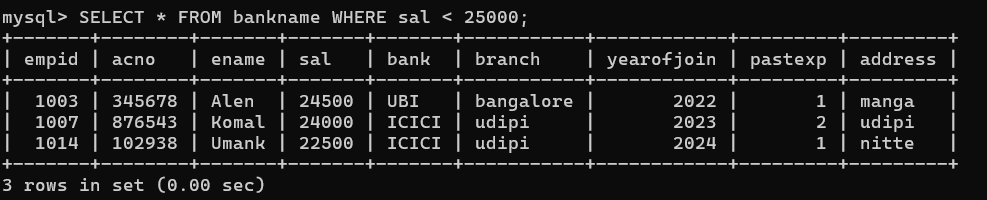 mysql> SELECT * FROM bankname WHERE sal < 25000;
+-------+--------+-------+-------+-------+-----------+------------+---------+---------+
| empid | acno   | ename | sal   | bank  | branch    | yearofjoin | pastexp | address |
+-------+--------+-------+-------+-------+-----------+------------+---------+---------+
|  1003 | 345678 | Alen  | 24500 | UBI   | bangalore |       2022 |       1 | manga   |
|  1007 | 876543 | Komal | 24000 | ICICI | udipi     |       2023 |       2 | udipi   |
|  1014 | 102938 | Umank | 22500 | ICICI | udipi     |       2024 |       1 | nitte   |
+-------+--------+-------+-------+-------+-----------+------------+---------+---------+
3 rows in set (0.00 sec)